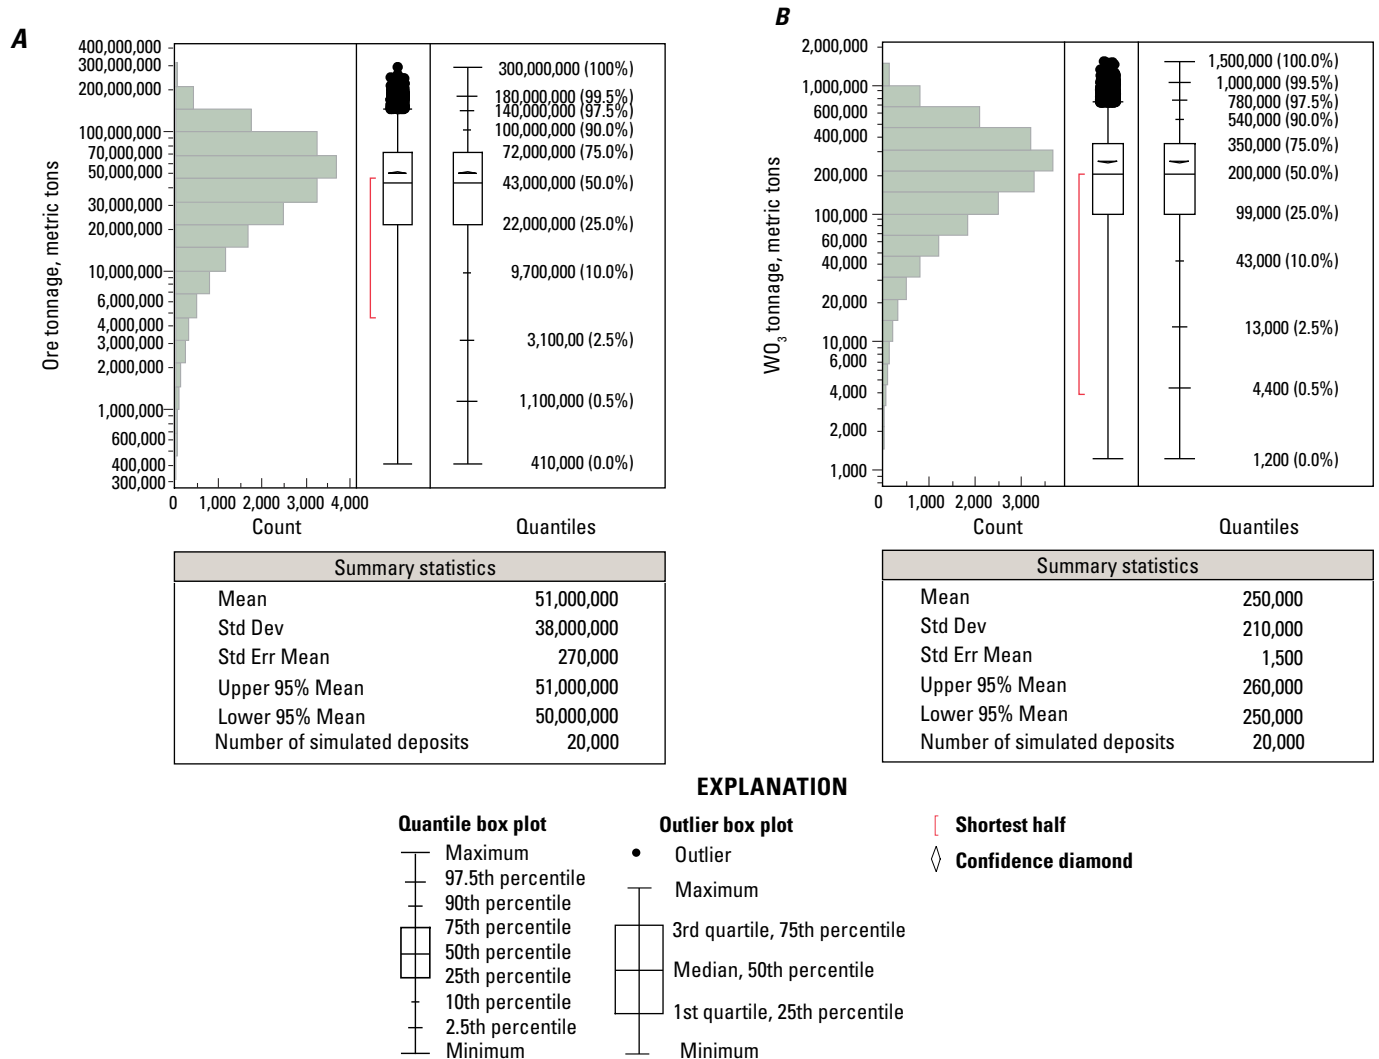 A
400,000,000
300,000,000
200,000,000
100,000,000
70,000,000
50,000,000
30,000,000
20,000,000
10,000,000
6,000,000
4,000,000
3,000,000
2,000,000
1,000,000
600,000
400,000
300,000
Ore tonnage, metric tons
0 1,000 2,000 3,000 4,000
Count
300,000,000 (100%)
180,000,000 (99.5%)
140,000,000 (97.5%)
100,000,000 (90.0%)
72,000,000 (75.0%)
43,000,000 (50.0%)
22,000,000 (25.0%)
9,700,000 (10.0%)
3,100,00 (2.5%)
1,100,000 (0.5%)
410,000 (0.0%)
Quantiles
Summary statistics
Mean 51,000,000
Std Dev 38,000,000
Std Err Mean 270,000
Upper 95% Mean 51,000,000
Lower 95% Mean 50,000,000
Number of simulated deposits 20,000
B
2,000,000
1,000,000
600,000
400,000
200,000
100,000
60,000
40,000
20,000
10,000
6,000
4,000
2,000
1,000
WO3 tonnage, metric tons
0 1,000 2,000 3,000
Count
1,500,000 (100.0%)
1,000,000 (99.5%)
780,000 (97.5%)
540,000 (90.0%)
350,000 (75.0%)
200,000 (50.0%)
99,000 (25.0%)
43,000 (10.0%)
13,000 (2.5%)
4,400 (0.5%)
1,200 (0.0%)
Quantiles
Summary statistics
Mean 250,000
Std Dev 210,000
Std Err Mean 1,500
Upper 95% Mean 260,000
Lower 95% Mean 250,000
Number of simulated deposits 20,000
EXPLANATION
Quantile box plot
Maximum
97.5th percentile
90th percentile
75th percentile
50th percentile
25th percentile
10th percentile
2.5th percentile
Minimum
Outlier box plot
Outlier
Maximum
3rd quartile, 75th percentile
Median, 50th percentile
1st quartile, 25th percentile
Minimum
Shortest half
Confidence diamond